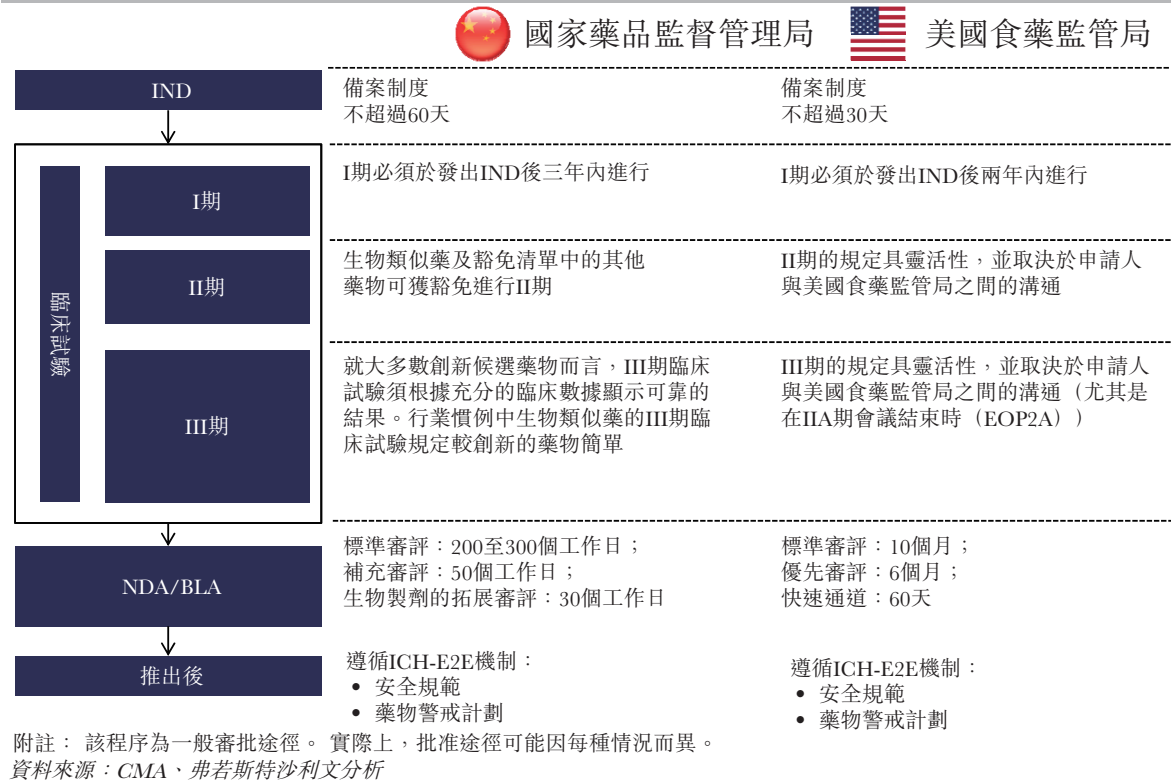 國家藥品監督管理局
美國食藥監管局
IND
備案制度
不超過60天
備案制度
不超過30天
臨床試驗
I期
I期必須於發出IND後三年內進行
I期必須於發出IND後兩年內進行
II期
生物類似藥及豁免清單中的其他
藥物可獲豁免進行II期
II期的規定具靈活性，並取決於申請人
與美國食藥監管局之間的溝通
III期
就大多數創新候選藥物而言，III期臨床
試驗須根據充分的臨床數據顯示可靠的
結果。行業慣例中生物類似藥的III期臨
床試驗規定較創新的藥物簡單
III期的規定具靈活性，並取決於申請人
與美國食藥監管局之間的溝通（尤其是
在IIA期會議結束時（EOP2A））
NDA/BLA
標準審評：200至300個工作日；
補充審評：50個工作日；
生物製劑的拓展審評：30個工作日
標準審評：10個月；
優先審評：6個月；
快速通道：60天
推出後
遵循ICH-E2E機制：
• 安全規範
• 藥物警戒計劃
遵循ICH-E2E機制：
• 安全規範
• 藥物警戒計劃
附註： 該程序為一般審批途徑。 實際上，批准途徑可能因每種情況而異。
資料來源：CMA、弗若斯特沙利文分析